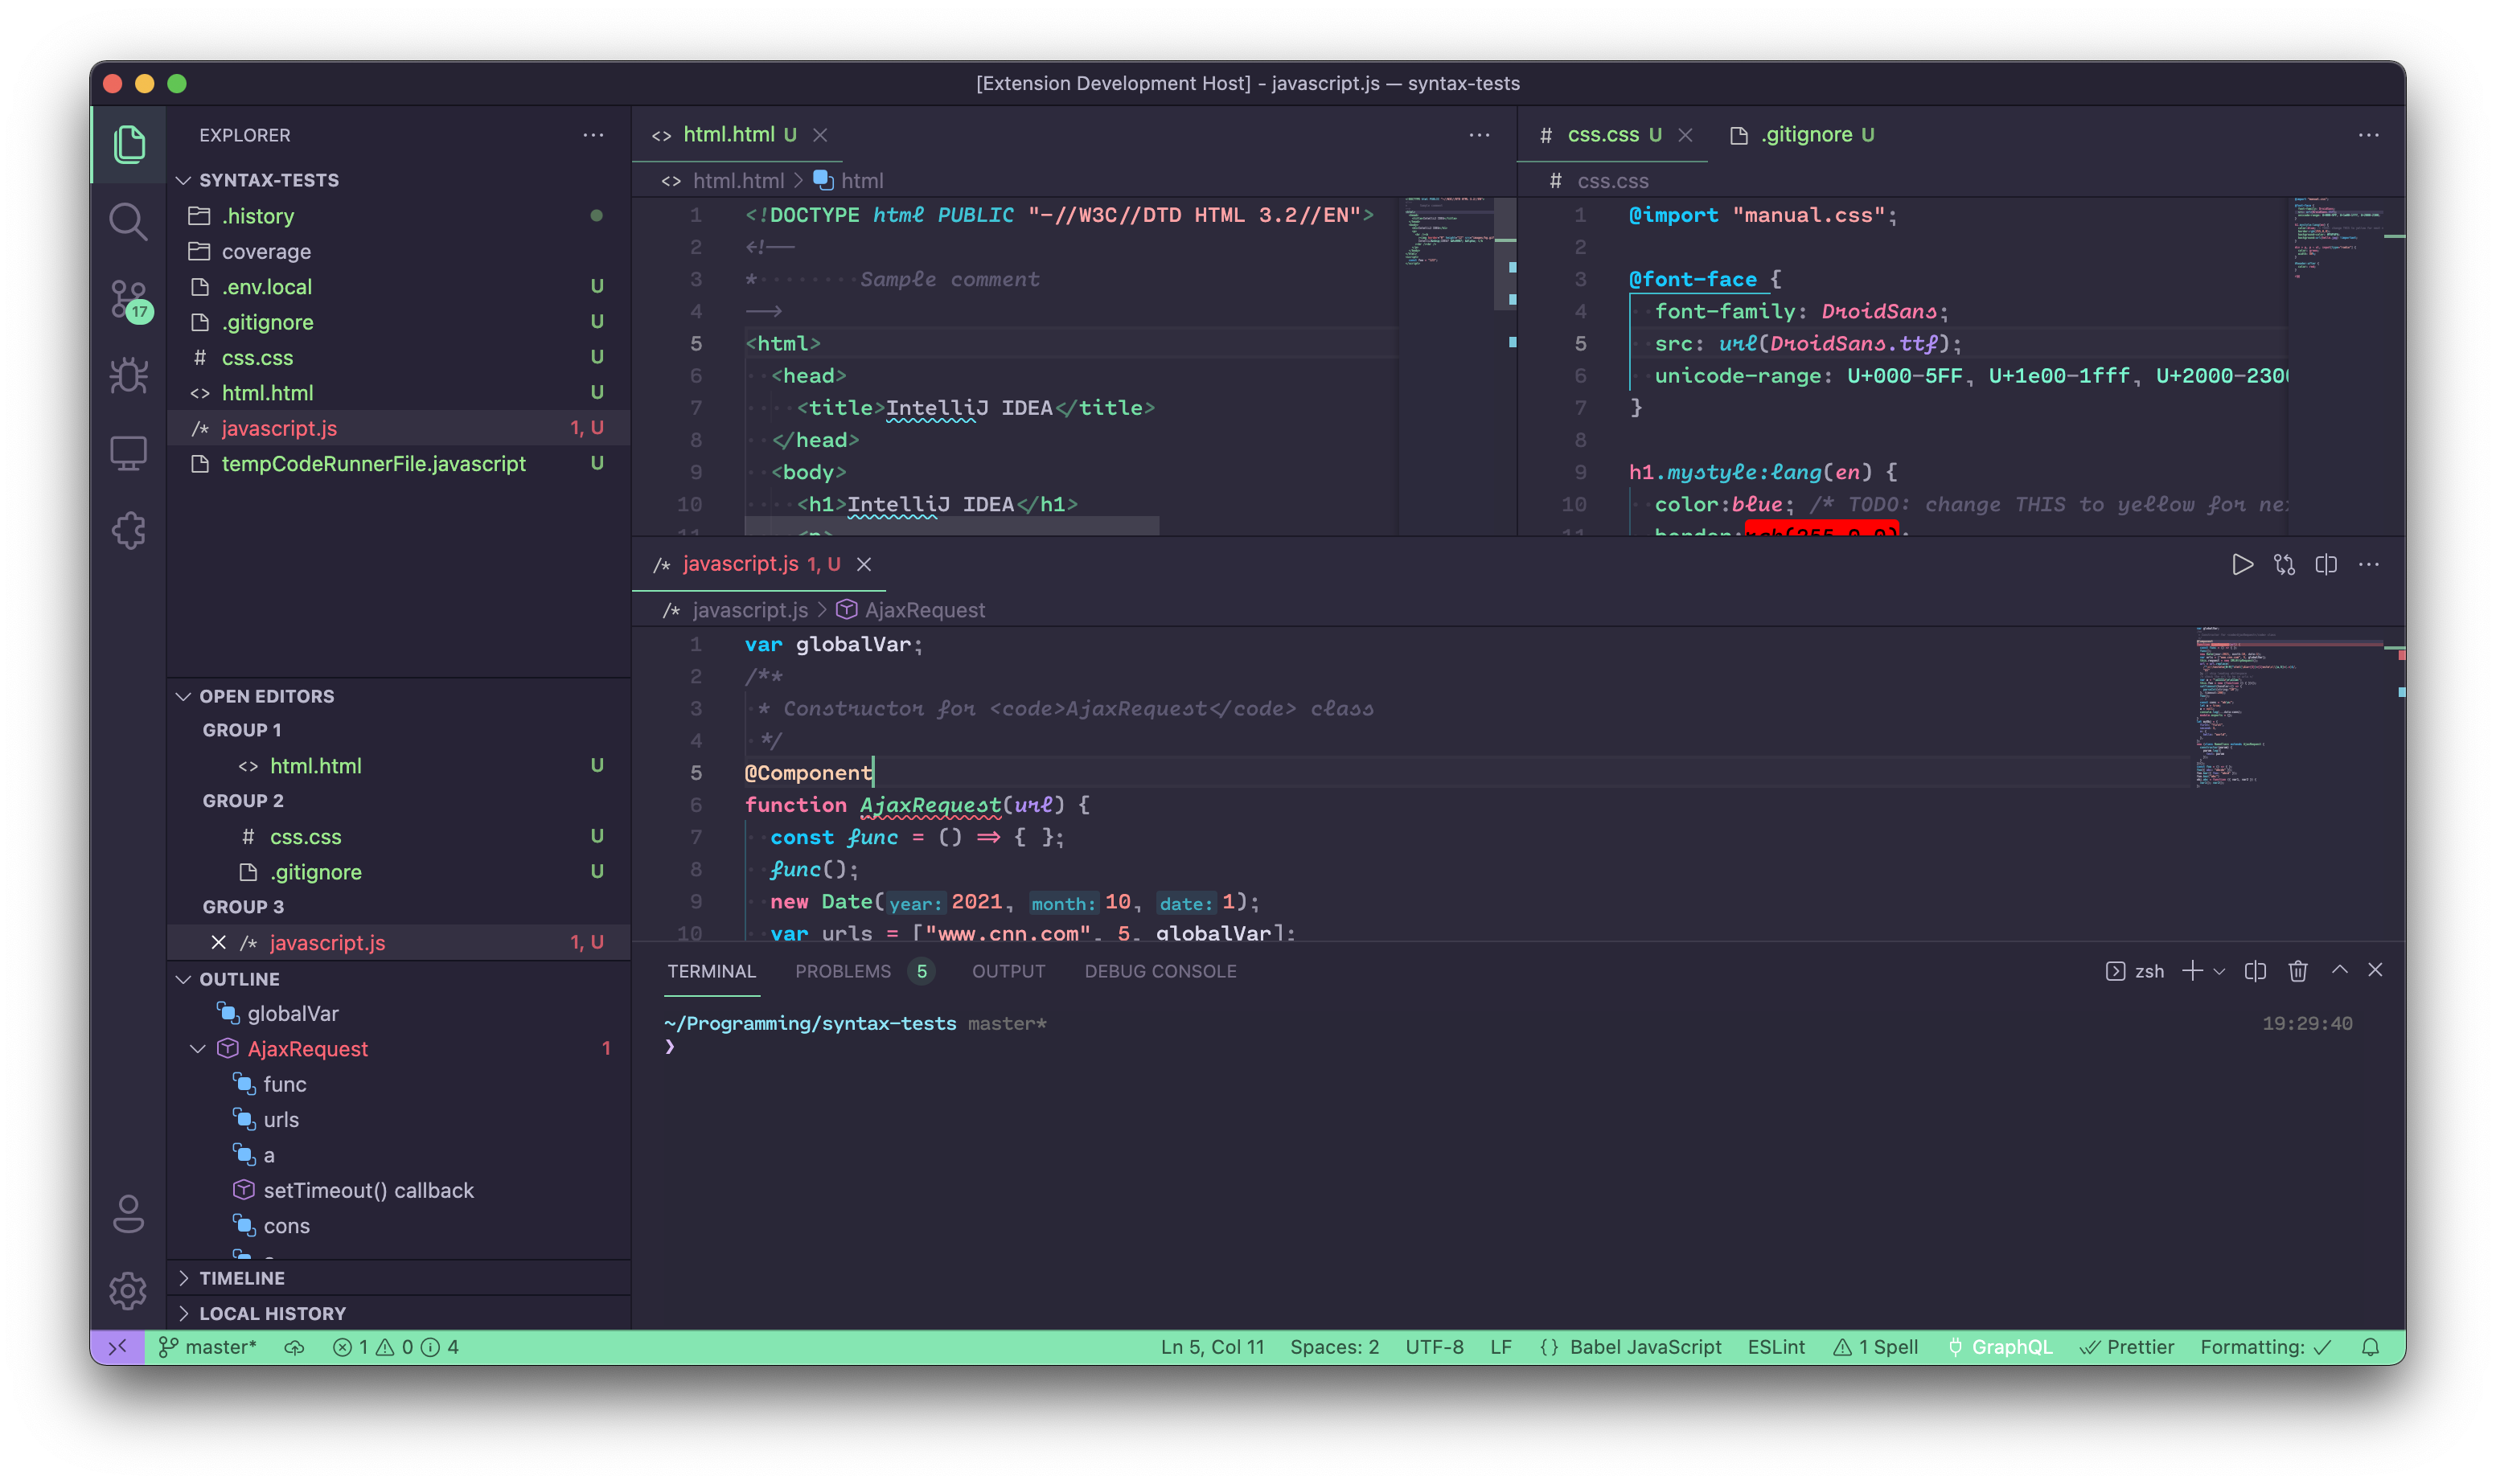 [Extension Development Host] - javascript.js — syntax-tests
EXPLORER
SYNTAX-TESTS
.history
coverage
.env.local U
.gitignore U
# css.css U
<> html.html U
/* javascript.js 1, U
tempCodeRunnerFile.javascript U
17
OPEN EDITORS
GROUP 1
<> html.html U
GROUP 2
# css.css U
.gitignore U
GROUP 3
/* javascript.js 1, U
OUTLINE
globalVar
AjaxRequest 1
func
urls
a
setTimeout() callback
cons
TIMELINE
LOCAL HISTORY
<> html.html U
<> html.html > html
1 <!DOCTYPE html PUBLIC "-//W3C//DTD HTML 3.2//EN">
2 <!--
3 * Sample comment
4 -->
5 <html>
6 <head>
7 <title>IntelliJ IDEA</title>
8 </head>
9 <body>
10 <h1>IntelliJ IDEA</h1>
11 <p>
# css.css U .gitignore U
# css.css
1 @import "manual.css";
2
3 @font-face {
4 font-family: DroidSans;
5 src: url(DroidSans.ttf);
6 unicode-range: U+000-5FF, U+1e00-1fff, U+2000-2300
7 }
8
9 h1.mystyle:lang(en) {
10 color:blue; /* TODO: change THIS to yellow for nex
11 border:rgb(255,0,0);
/* javascript.js 1, U
/* javascript.js > AjaxRequest
1 var globalVar;
2 /**
3 * Constructor for <code>AjaxRequest</code> class
4 */
5 @Component
6 function AjaxRequest(url) {
7 const func = () => { };
8 func();
9 new Date(year: 2021, month: 10, date: 1);
10 var urls = ["www.cnn.com", 5, globalVar];
TERMINAL PROBLEMS 5 OUTPUT DEBUG CONSOLE zsh
~/Programming/syntax-tests master* 19:29:40
❯
master* 1 0 4 Ln 5, Col 11 Spaces: 2 UTF-8 LF {} Babel JavaScript ESLint 1 Spell GraphQL Prettier Formatting: ✓